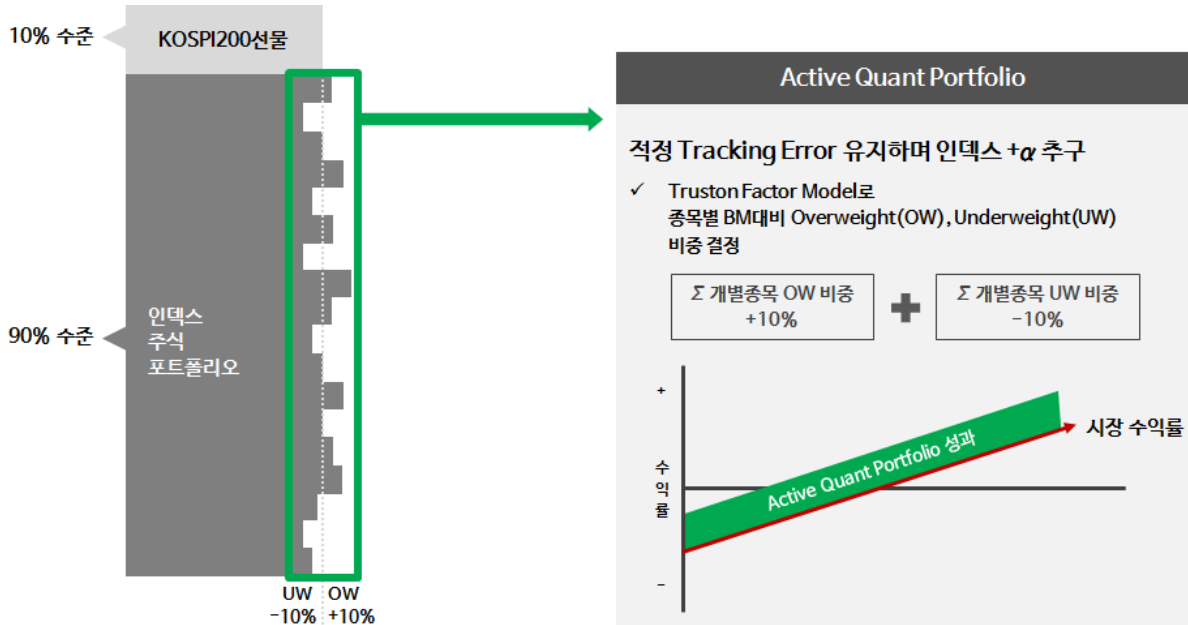 10% 수준
KOSPI200선물
90% 수준
인덱스
주식
포트폴리오
UW
-10%
OW
+10%
Active Quant Portfolio
적정 Tracking Error 유지하며 인덱스 +α 추구
✓ Truston Factor Model로
종목별 BM대비 Overweight(OW), Underweight(UW)
비중 결정
Σ 개별종목 OW 비중
+10%
+
Σ 개별종목 UW 비중
-10%
+
수
익
률
-
Active Quant Portfolio 성과
시장 수익률